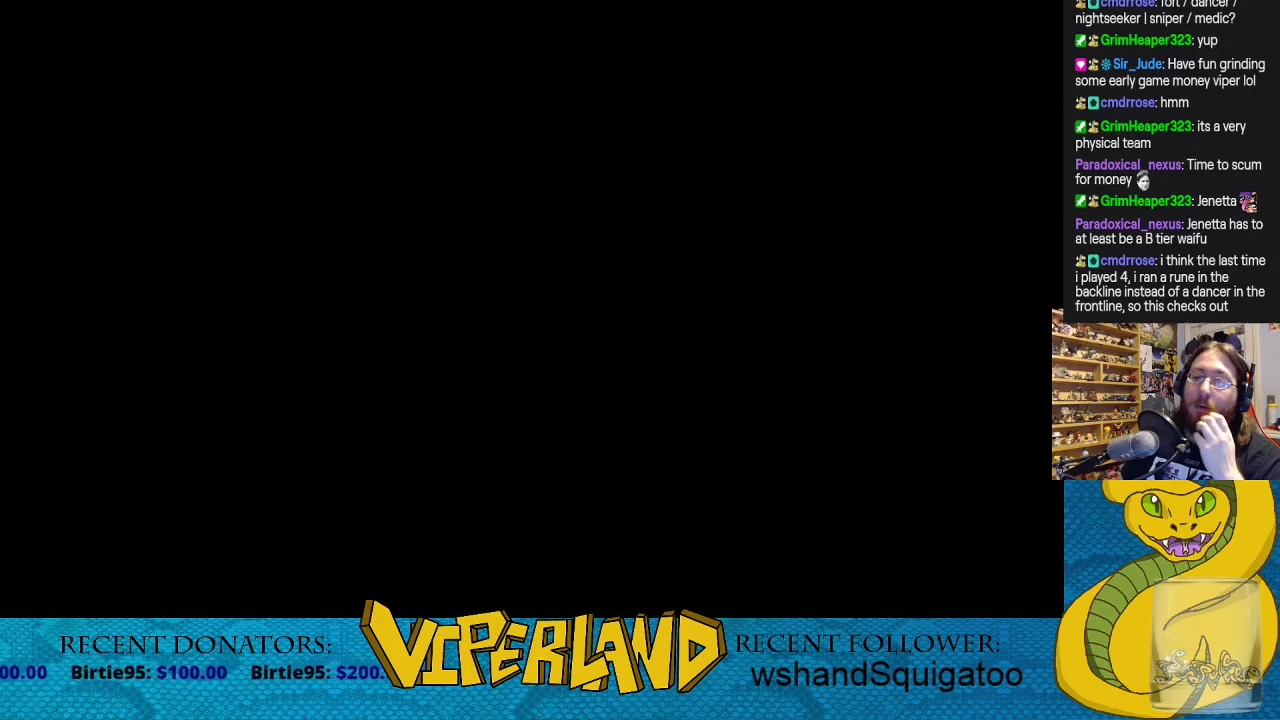 cmdrrose: fort / dancer /
nightseeker | sniper / medic?
GrimHeaper323: yup
Sir_Jude: Have fun grinding
some early game money viper lol
cmdrrose: hmm
GrimHeaper323: its a very
physical team
Paradoxical_nexus: Time to scum
for money
GrimHeaper323: Jenetta
Paradoxical_nexus: Jenetta has to
at least be a B tier waifu
cmdrrose: i think the last time
i played 4, i ran a rune in the
backline instead of a dancer in the
frontline, so this checks out
RECENT DONATORS:
00.00 Birtie95: $100.00 Birtie95: $200.
VIPERLAND
RECENT FOLLOWER:
wshandSquigatoo